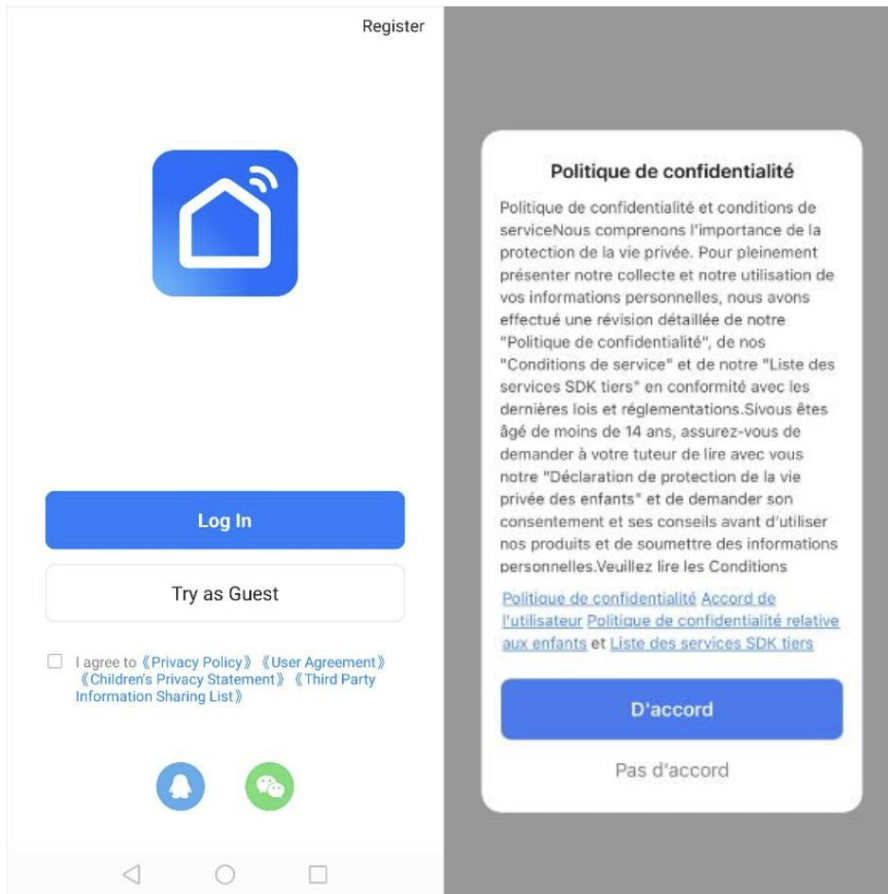 Register
Log In
Try as Guest
I agree to 《Privacy Policy》 《User Agreement》
《Children's Privacy Statement》 《Third Party
Information Sharing List》
Politique de confidentialité
Politique de confidentialité et conditions de
serviceNous comprenons l'importance de la
protection de la vie privée. Pour pleinement
présenter notre collecte et notre utilisation de
vos informations personnelles, nous avons
effectué une révision détaillée de notre
"Politique de confidentialité", de nos
"Conditions de service" et de notre "Liste des
services SDK tiers" en conformité avec les
dernières lois et réglementations.Sivous êtes
âgé de moins de 14 ans, assurez-vous de
demander à votre tuteur de lire avec vous
notre "Déclaration de protection de la vie
privée des enfants" et de demander son
consentement et ses conseils avant d'utiliser
nos produits et de soumettre des informations
personnelles.Veuillez lire les Conditions
Politique de confidentialité Accord de
l'utilisateur Politique de confidentialité relative
aux enfants et Liste des services SDK tiers
D'accord
Pas d'accord